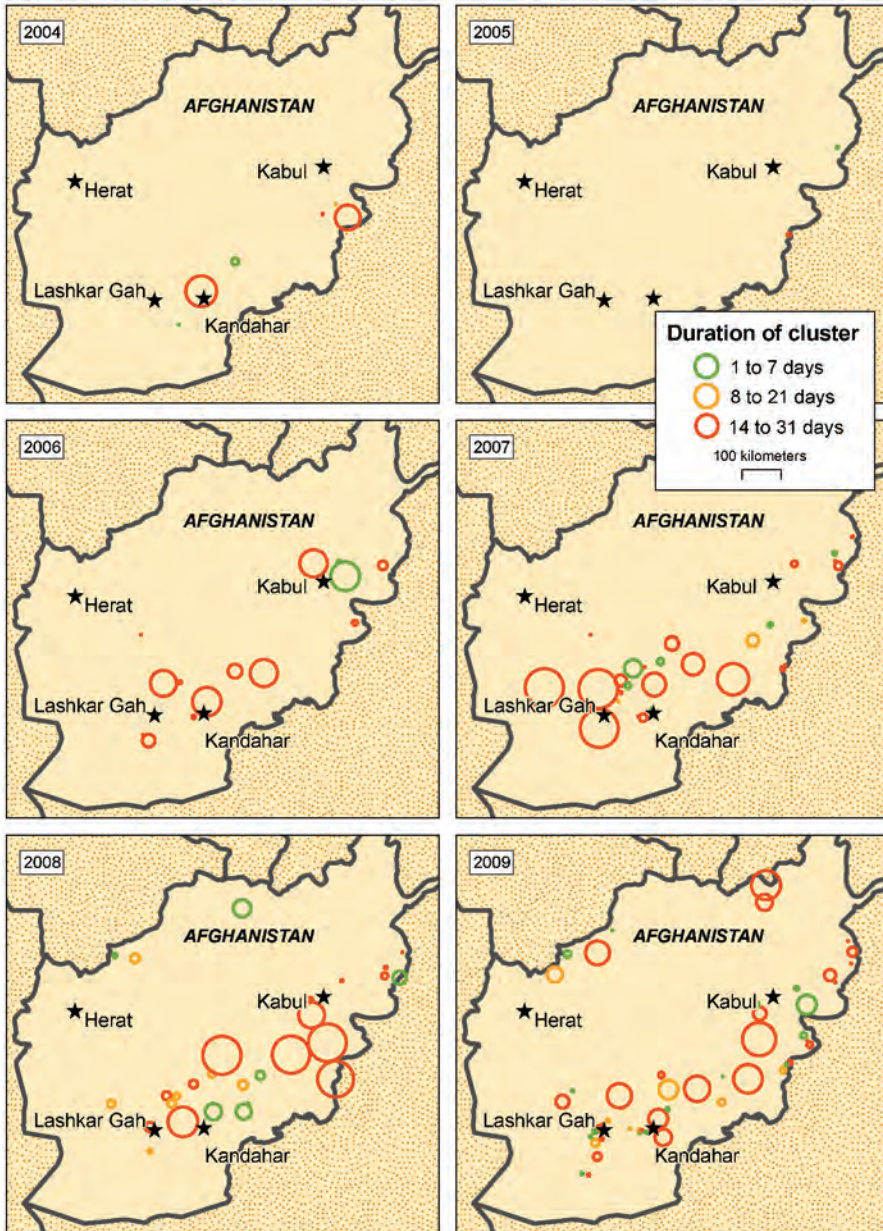 2004
AFGHANISTAN
Kabul
Herat
Lashkar Gah
Kandahar
2005
AFGHANISTAN
Kabul
Herat
Lashkar Gah
Kandahar
Duration of cluster
1 to 7 days
8 to 21 days
14 to 31 days
100 kilometers
2006
AFGHANISTAN
Kabul
Herat
Lashkar Gah
Kandahar
2007
AFGHANISTAN
Kabul
Herat
Lashkar Gah
Kandahar
2008
AFGHANISTAN
Kabul
Herat
Lashkar Gah
Kandahar
2009
AFGHANISTAN
Kabul
Herat
Lashkar Gah
Kandahar